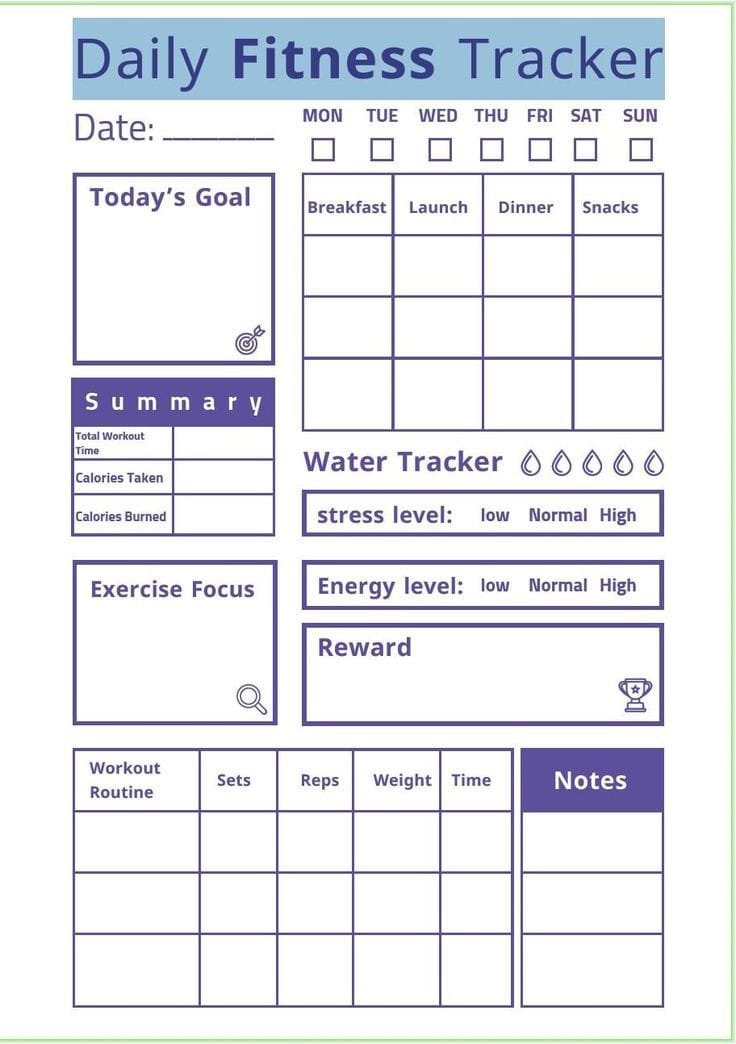 Daily Fitness Tracker
Date: ______
MON TUE WED THU FRI SAT SUN
Today's Goal
Breakfast Launch Dinner Snacks
Summary
Total Workout
Time
Calories Taken
Calories Burned
Water Tracker
stress level: low Normal High
Exercise Focus
Energy level: low Normal High
Reward
Workout
Routine
Sets Reps Weight Time
Notes